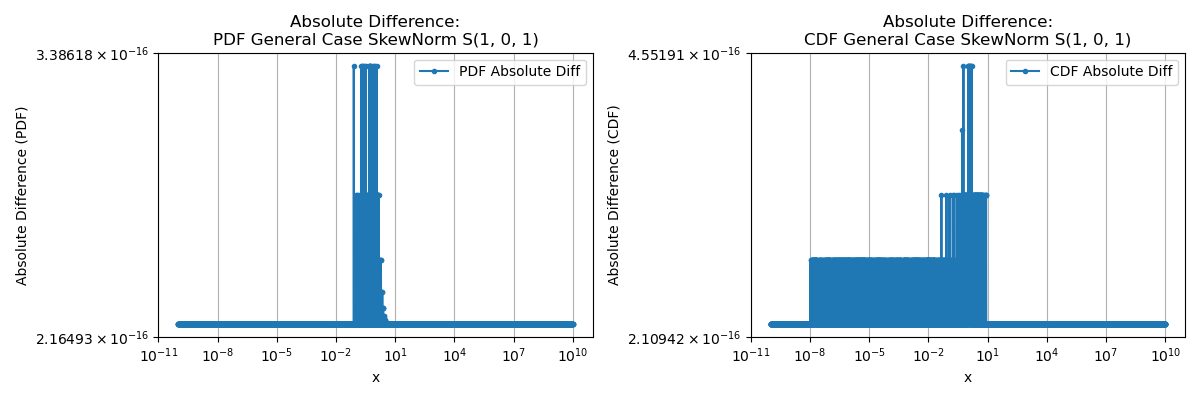 Absolute Difference:
PDF General Case SkewNorm S(1, 0, 1)
3.38618 × 10⁻¹⁶
2.16493 × 10⁻¹⁶
Absolute Difference (PDF)
PDF Absolute Diff
10⁻¹¹ 10⁻⁸ 10⁻⁵ 10⁻² 10¹ 10⁴ 10⁷ 10¹⁰
x
Absolute Difference:
CDF General Case SkewNorm S(1, 0, 1)
4.55191 × 10⁻¹⁶
2.10942 × 10⁻¹⁶
Absolute Difference (CDF)
CDF Absolute Diff
10⁻¹¹ 10⁻⁸ 10⁻⁵ 10⁻² 10¹ 10⁴ 10⁷ 10¹⁰
x